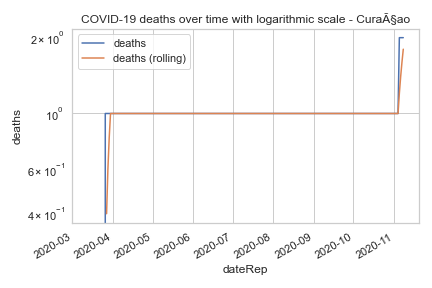 COVID-19 deaths over time with logarithmic scale - CuraÃ§ao
deaths
deaths (rolling)
2 × 10⁰
10⁰
6 × 10⁻¹
4 × 10⁻¹
deaths
2020-03
2020-04
2020-05
2020-06
2020-07
2020-08
2020-09
2020-10
2020-11
dateRep